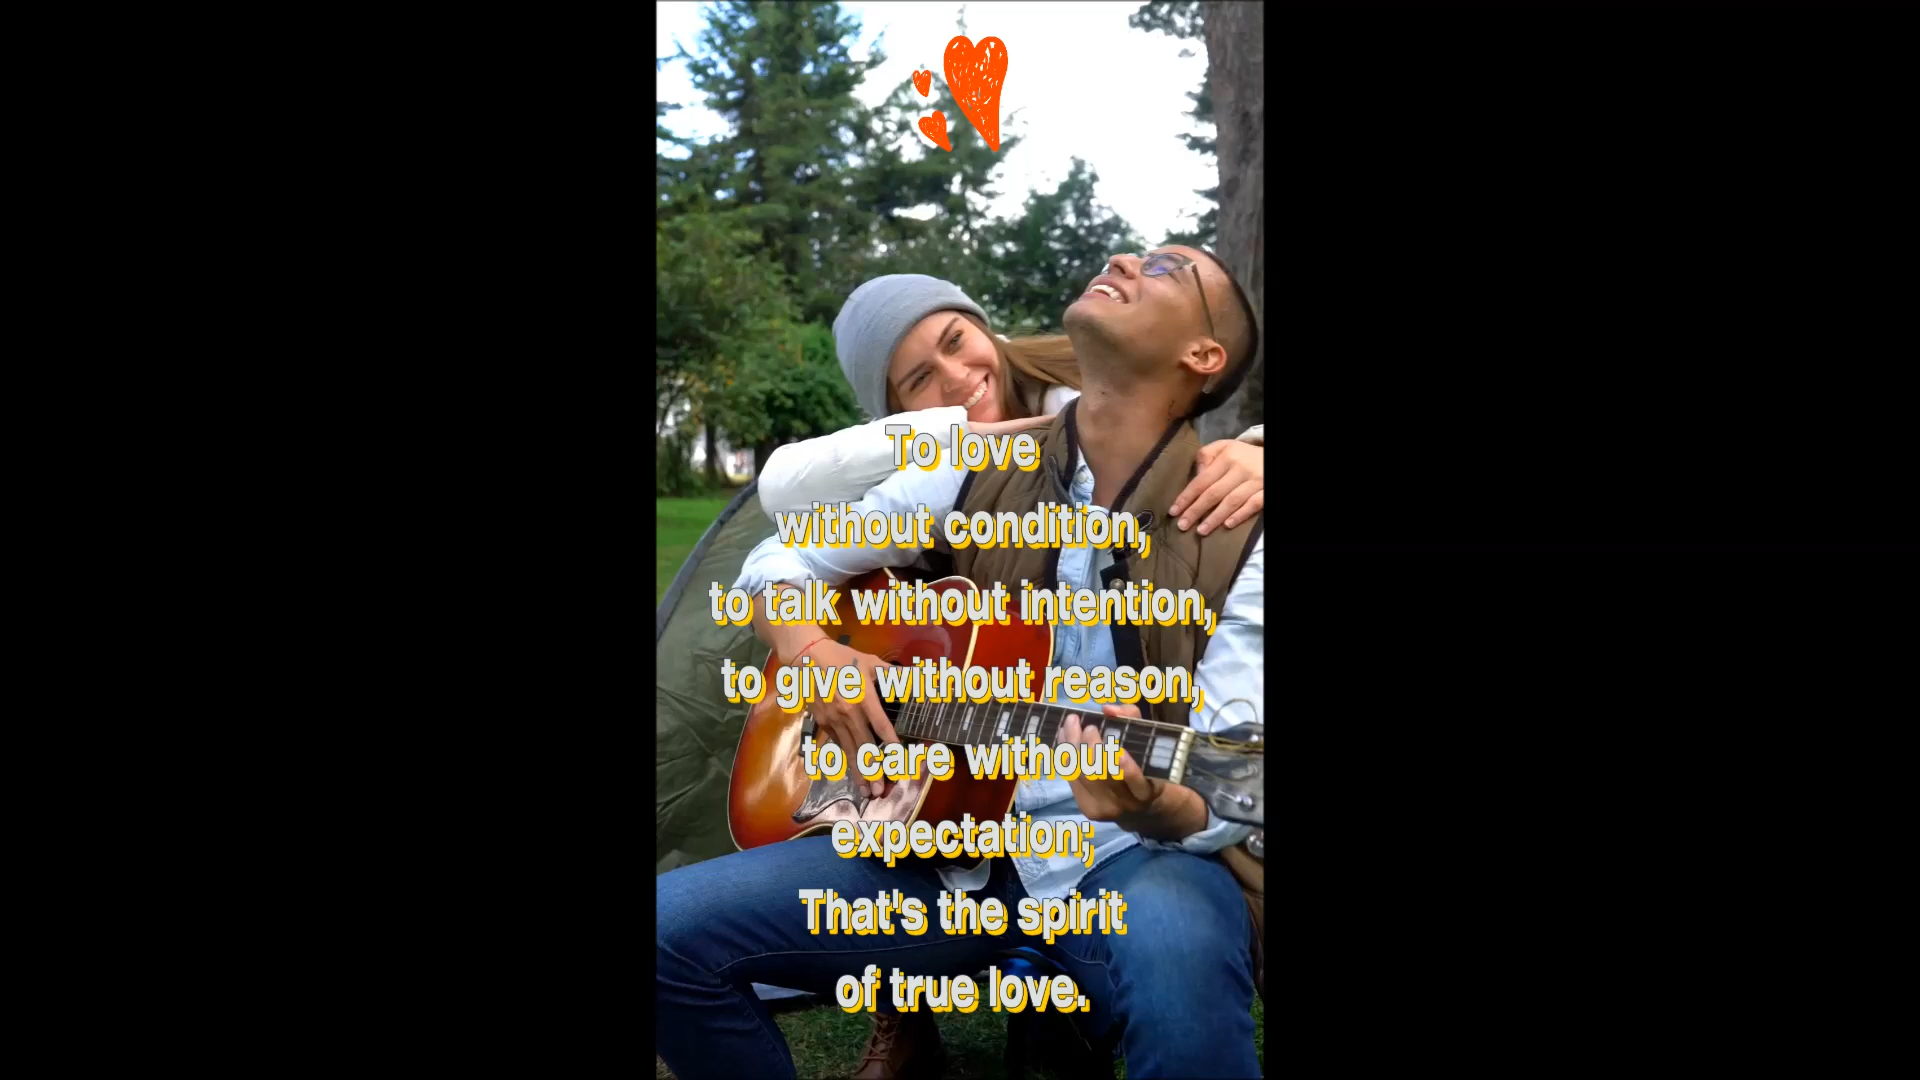 To love
without condition,
to talk without intention,
to give without reason,
to care without
expectation;
That's the spirit
of true love.